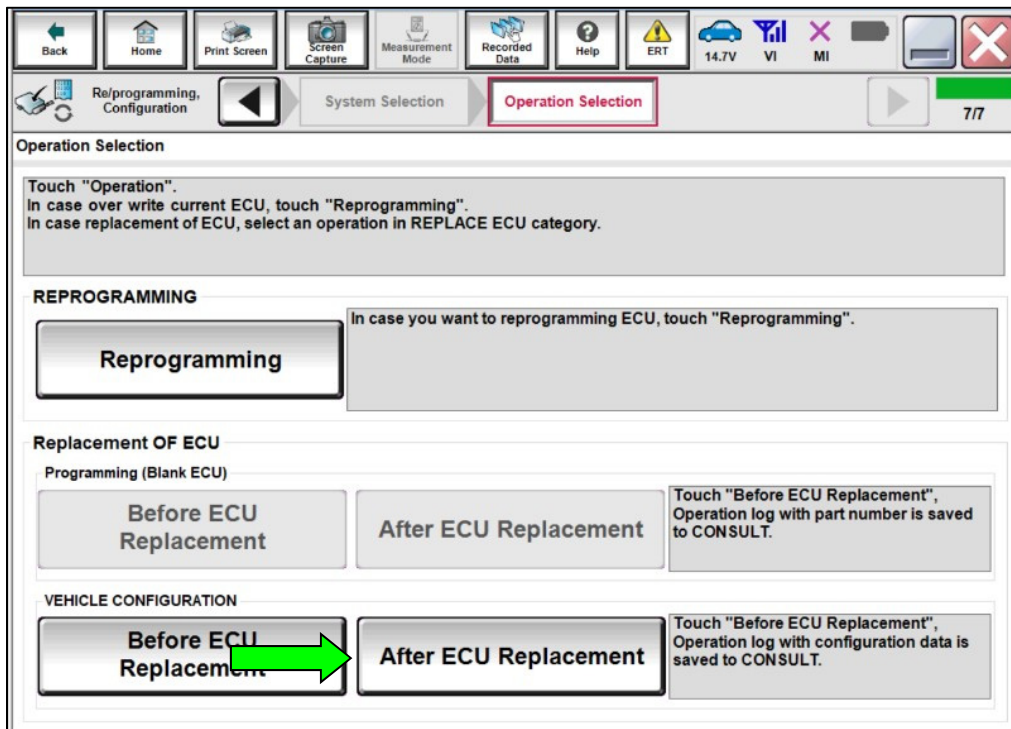 Back
Home
Print Screen
Screen
Capture
Measurement
Mode
Recorded
Data
Help
ERT
14.7V
VI
MI
Re/programming,
Configuration
System Selection
Operation Selection
7/7
Operation Selection
Touch "Operation".
In case over write current ECU, touch "Reprogramming".
In case replacement of ECU, select an operation in REPLACE ECU category.
REPROGRAMMING
Reprogramming
In case you want to reprogramming ECU, touch "Reprogramming".
Replacement OF ECU
Programming (Blank ECU)
Before ECU
Replacement
After ECU Replacement
Touch "Before ECU Replacement",
Operation log with part number is saved
to CONSULT.
VEHICLE CONFIGURATION
Before ECU
Replacement
After ECU Replacement
Touch "Before ECU Replacement",
Operation log with configuration data is
saved to CONSULT.